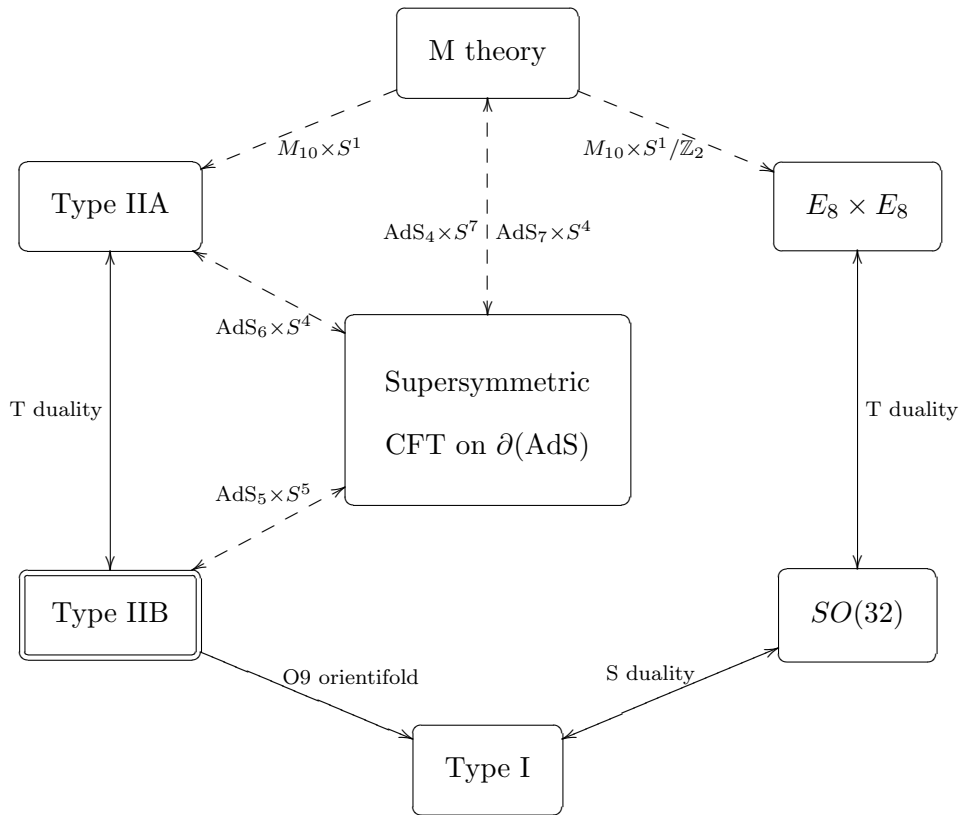 M theory
M₁₀×S¹
M₁₀×S¹/ℤ₂
Type IIA
E₈ × E₈
AdS₄×S⁷
AdS₇×S⁴
AdS₆×S⁴
Supersymmetric
CFT on ∂(AdS)
T duality
T duality
AdS₅×S⁵
Type IIB
SO(32)
O9 orientifold
S duality
Type I